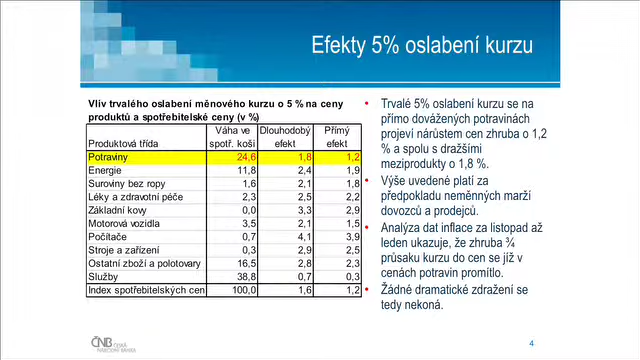 Efekty 5% oslabení kurzu
Vliv trvalého oslabení měnového kurzu o 5 % na ceny
produktů a spotřebitelské ceny (v %)
Produktová třída Váha ve spotř. koši Dlouhodobý efekt Přímý efekt
Potraviny 24,6 1,8 1,2
Energie 11,8 2,4 1,9
Suroviny bez ropy 1,6 2,1 1,8
Léky a zdravotní péče 2,3 2,5 2,2
Základní kovy 0,0 3,3 2,9
Motorová vozidla 3,5 2,1 1,5
Počítače 0,7 4,1 3,9
Stroje a zařízení 0,3 2,9 2,5
Ostatní zboží a polotovary 16,5 2,8 2,3
Služby 38,8 0,7 0,3
Index spotřebitelských cen 100,0 1,6 1,2
• Trvalé 5% oslabení kurzu se na
přímo dovážených potravinách
projeví nárůstem cen zhruba o 1,2
% a spolu s dražšími
meziprodukty o 1,8 %.
• Výše uvedené platí za
předpokladu neměnných marží
dovozců a prodejců.
• Analýza dat inflace za listopad až
leden ukazuje, že zhruba ¾
průsaku kurzu do cen se již v
cenách potravin promítlo.
• Žádné dramatické zdražení se
tedy nekoná.
ČNB ČESKÁ
NÁRODNÍ BANKA
4